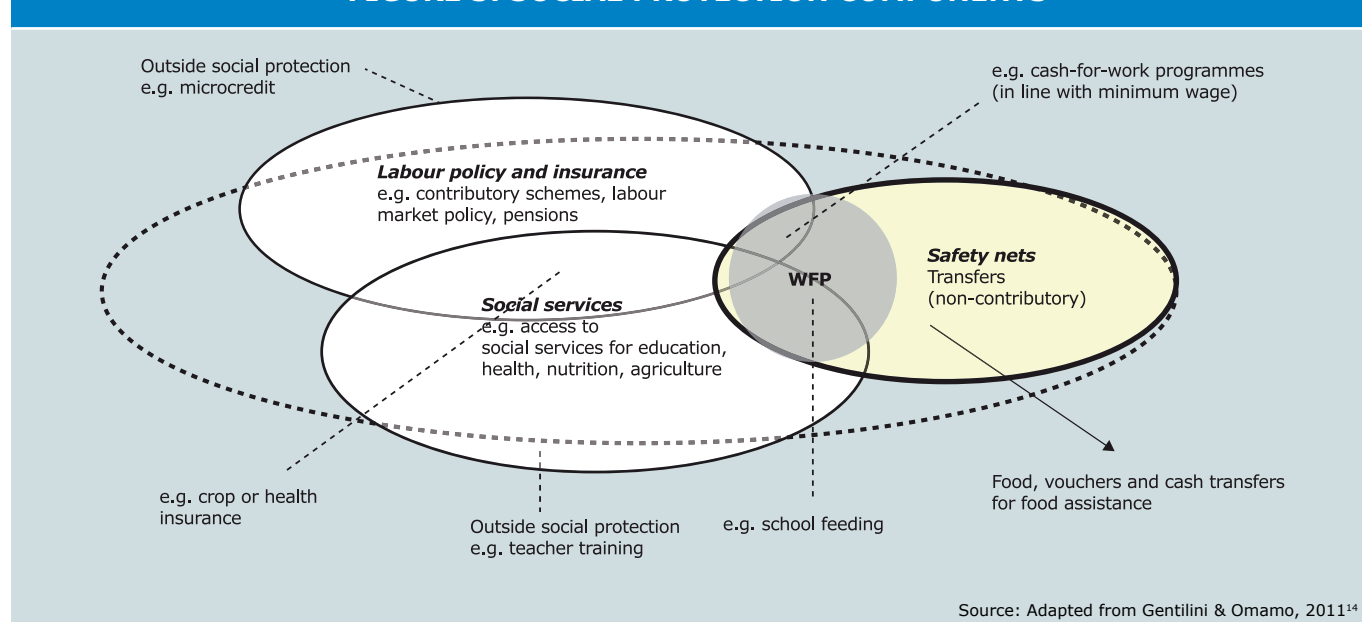 Outside social protection
e.g. microcredit
e.g. cash-for-work programmes
(in line with minimum wage)
Labour policy and insurance
e.g. contributory schemes, labour
market policy, pensions
Safety nets
Transfers
(non-contributory)
WFP
Social services
e.g. access to
social services for education,
health, nutrition, agriculture
e.g. crop or health
insurance
Outside social protection
e.g. teacher training
e.g. school feeding
Food, vouchers and cash transfers
for food assistance
Source: Adapted from Gentilini & Omamo, 2011¹⁴